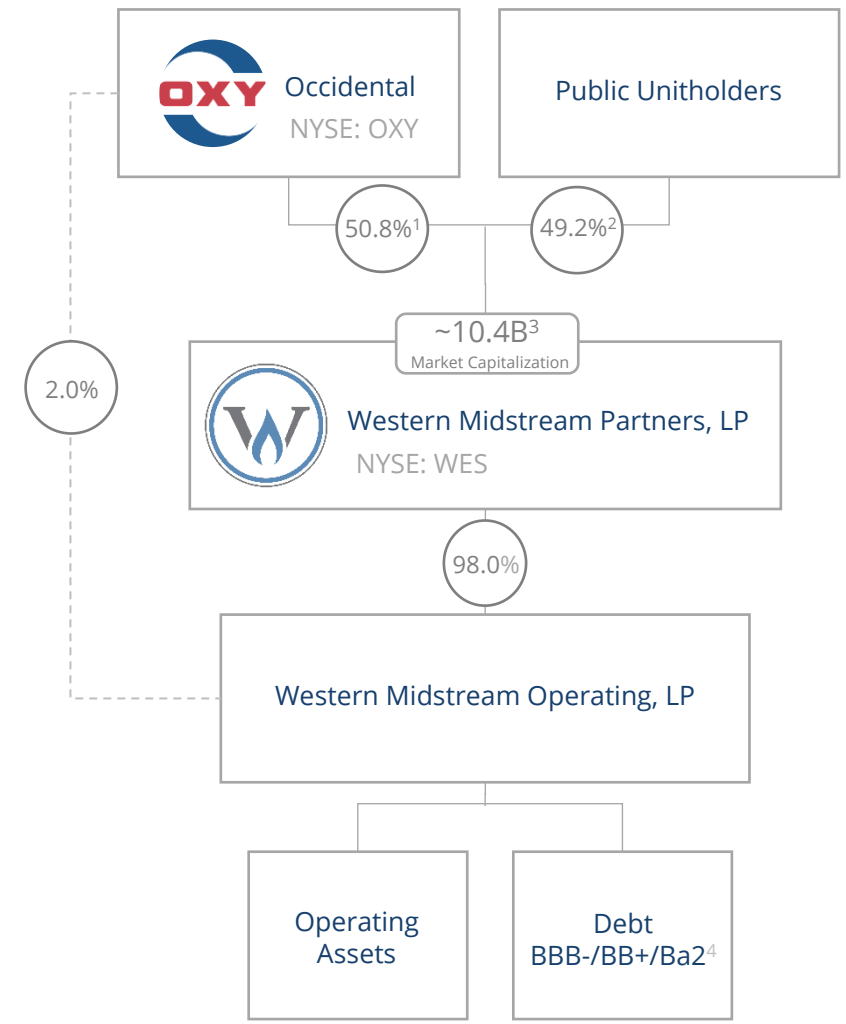 OXY
Occidental
NYSE: OXY
Public Unitholders
50.8%¹
49.2%²
~10.4B³
Market Capitalization
2.0%
W
Western Midstream Partners, LP
NYSE: WES
98.0%
Western Midstream Operating, LP
Operating
Assets
Debt
BBB-/BB+/Ba2⁴